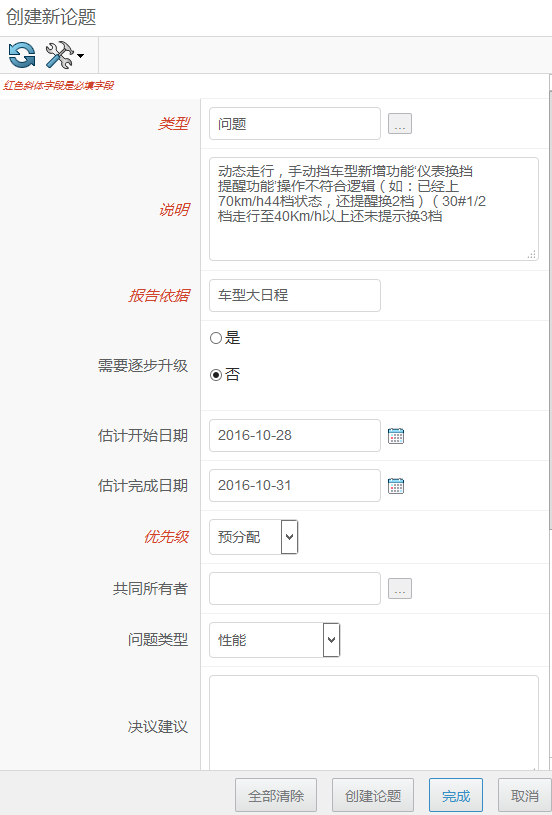 创建新论题
红色斜体字段是必填字段
类型
问题
...
说明
动态走行，手动挡车型新增功能‘仪表换挡
提醒功能’操作不符合逻辑（如：已经上
70km/h44档状态，还提醒换2档）（30#1/2
档走行至40Km/h以上还未提示换3档
报告依据
车型大日程
需要逐步升级
是
否
估计开始日期
2016-10-28
估计完成日期
2016-10-31
优先级
预分配
共同所有者
...
问题类型
性能
决议建议
全部清除
创建论题
完成
取消